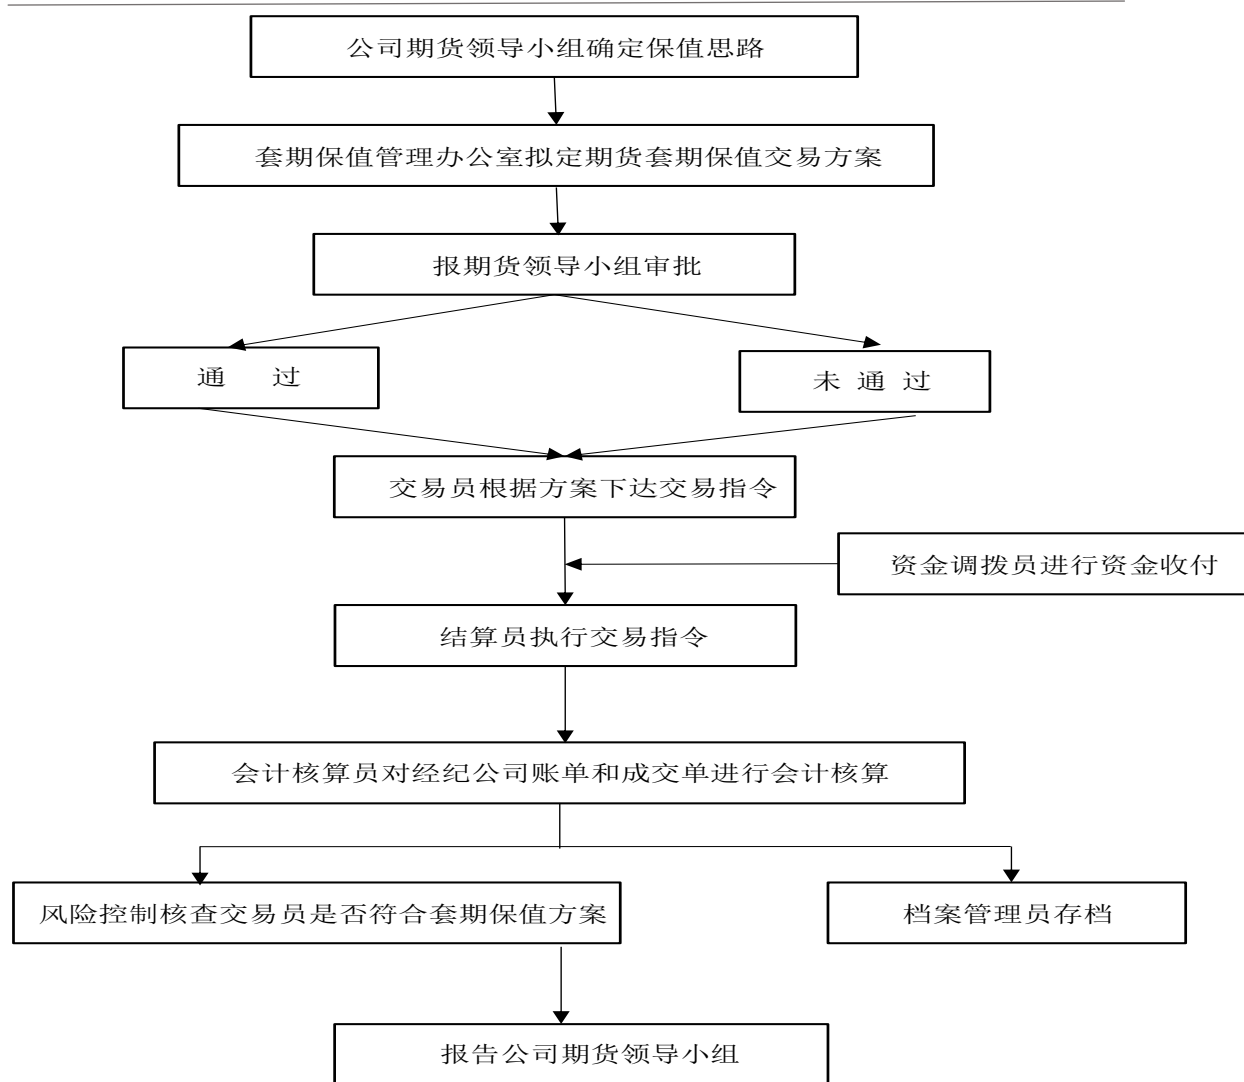 公司期货领导小组确定保值思路
套期保值管理办公室拟定期货套期保值交易方案
报期货领导小组审批
通 过
未 通 过
交易员根据方案下达交易指令
资金调拨员进行资金收付
结算员执行交易指令
会计核算员对经纪公司账单和成交单进行会计核算
风险控制核查交易员是否符合套期保值方案
档案管理员存档
报告公司期货领导小组